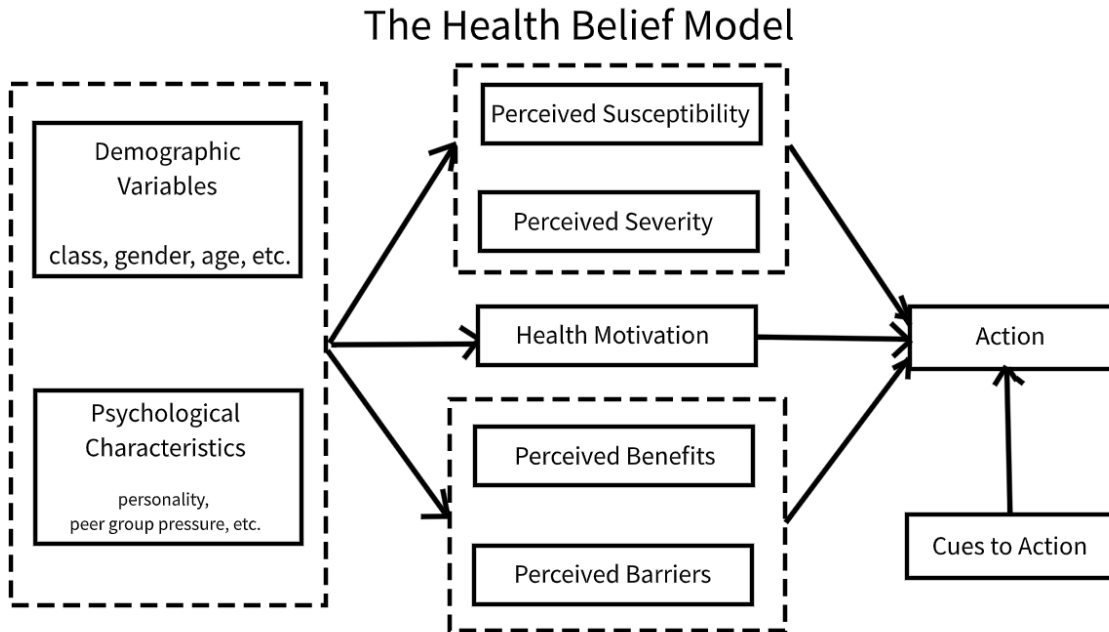 The Health Belief Model
Demographic
Variables
class, gender, age, etc.
Psychological
Characteristics
personality,
peer group pressure, etc.
Perceived Susceptibility
Perceived Severity
Health Motivation
Perceived Benefits
Perceived Barriers
Action
Cues to Action